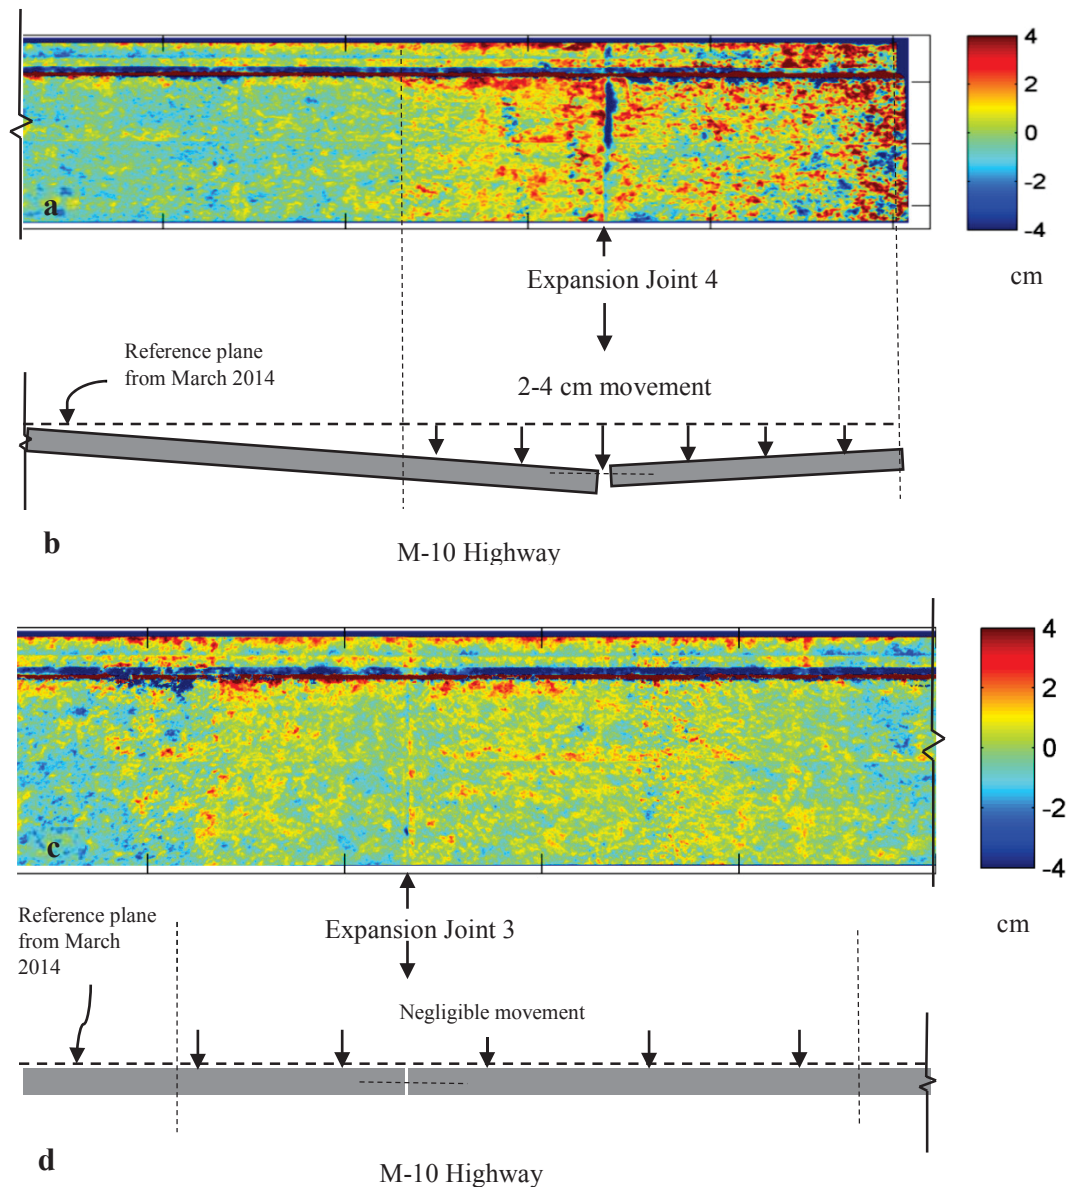 4
2
0
-2
-4
cm
a
Expansion Joint 4
Reference plane
from March 2014
2-4 cm movement
b
M-10 Highway
4
2
0
-2
-4
cm
c
Reference plane
from March
2014
Expansion Joint 3
Negligible movement
d
M-10 Highway